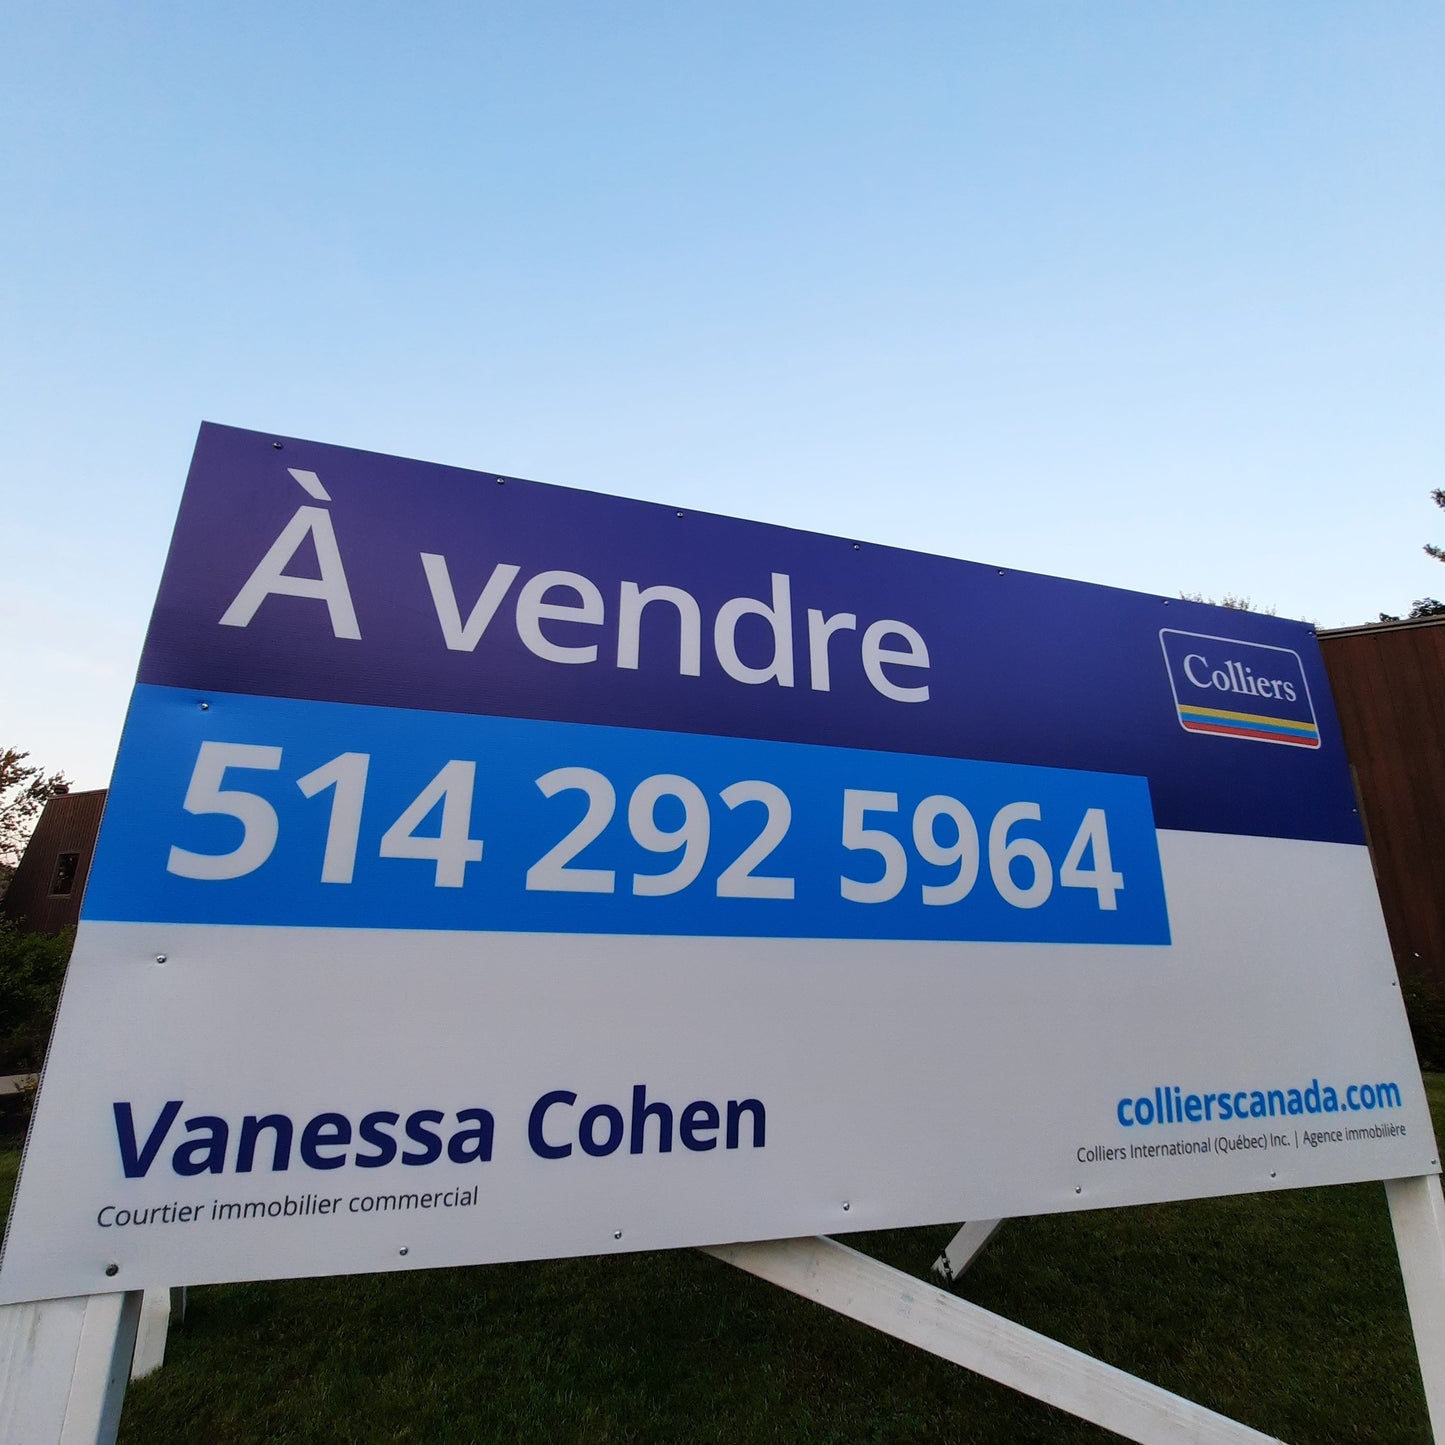 À vendre
Colliers
514 292 5964
Vanessa Cohen
Courtier immobilier commercial
collierscanada.com
Colliers International (Québec) Inc. | Agence immobilière